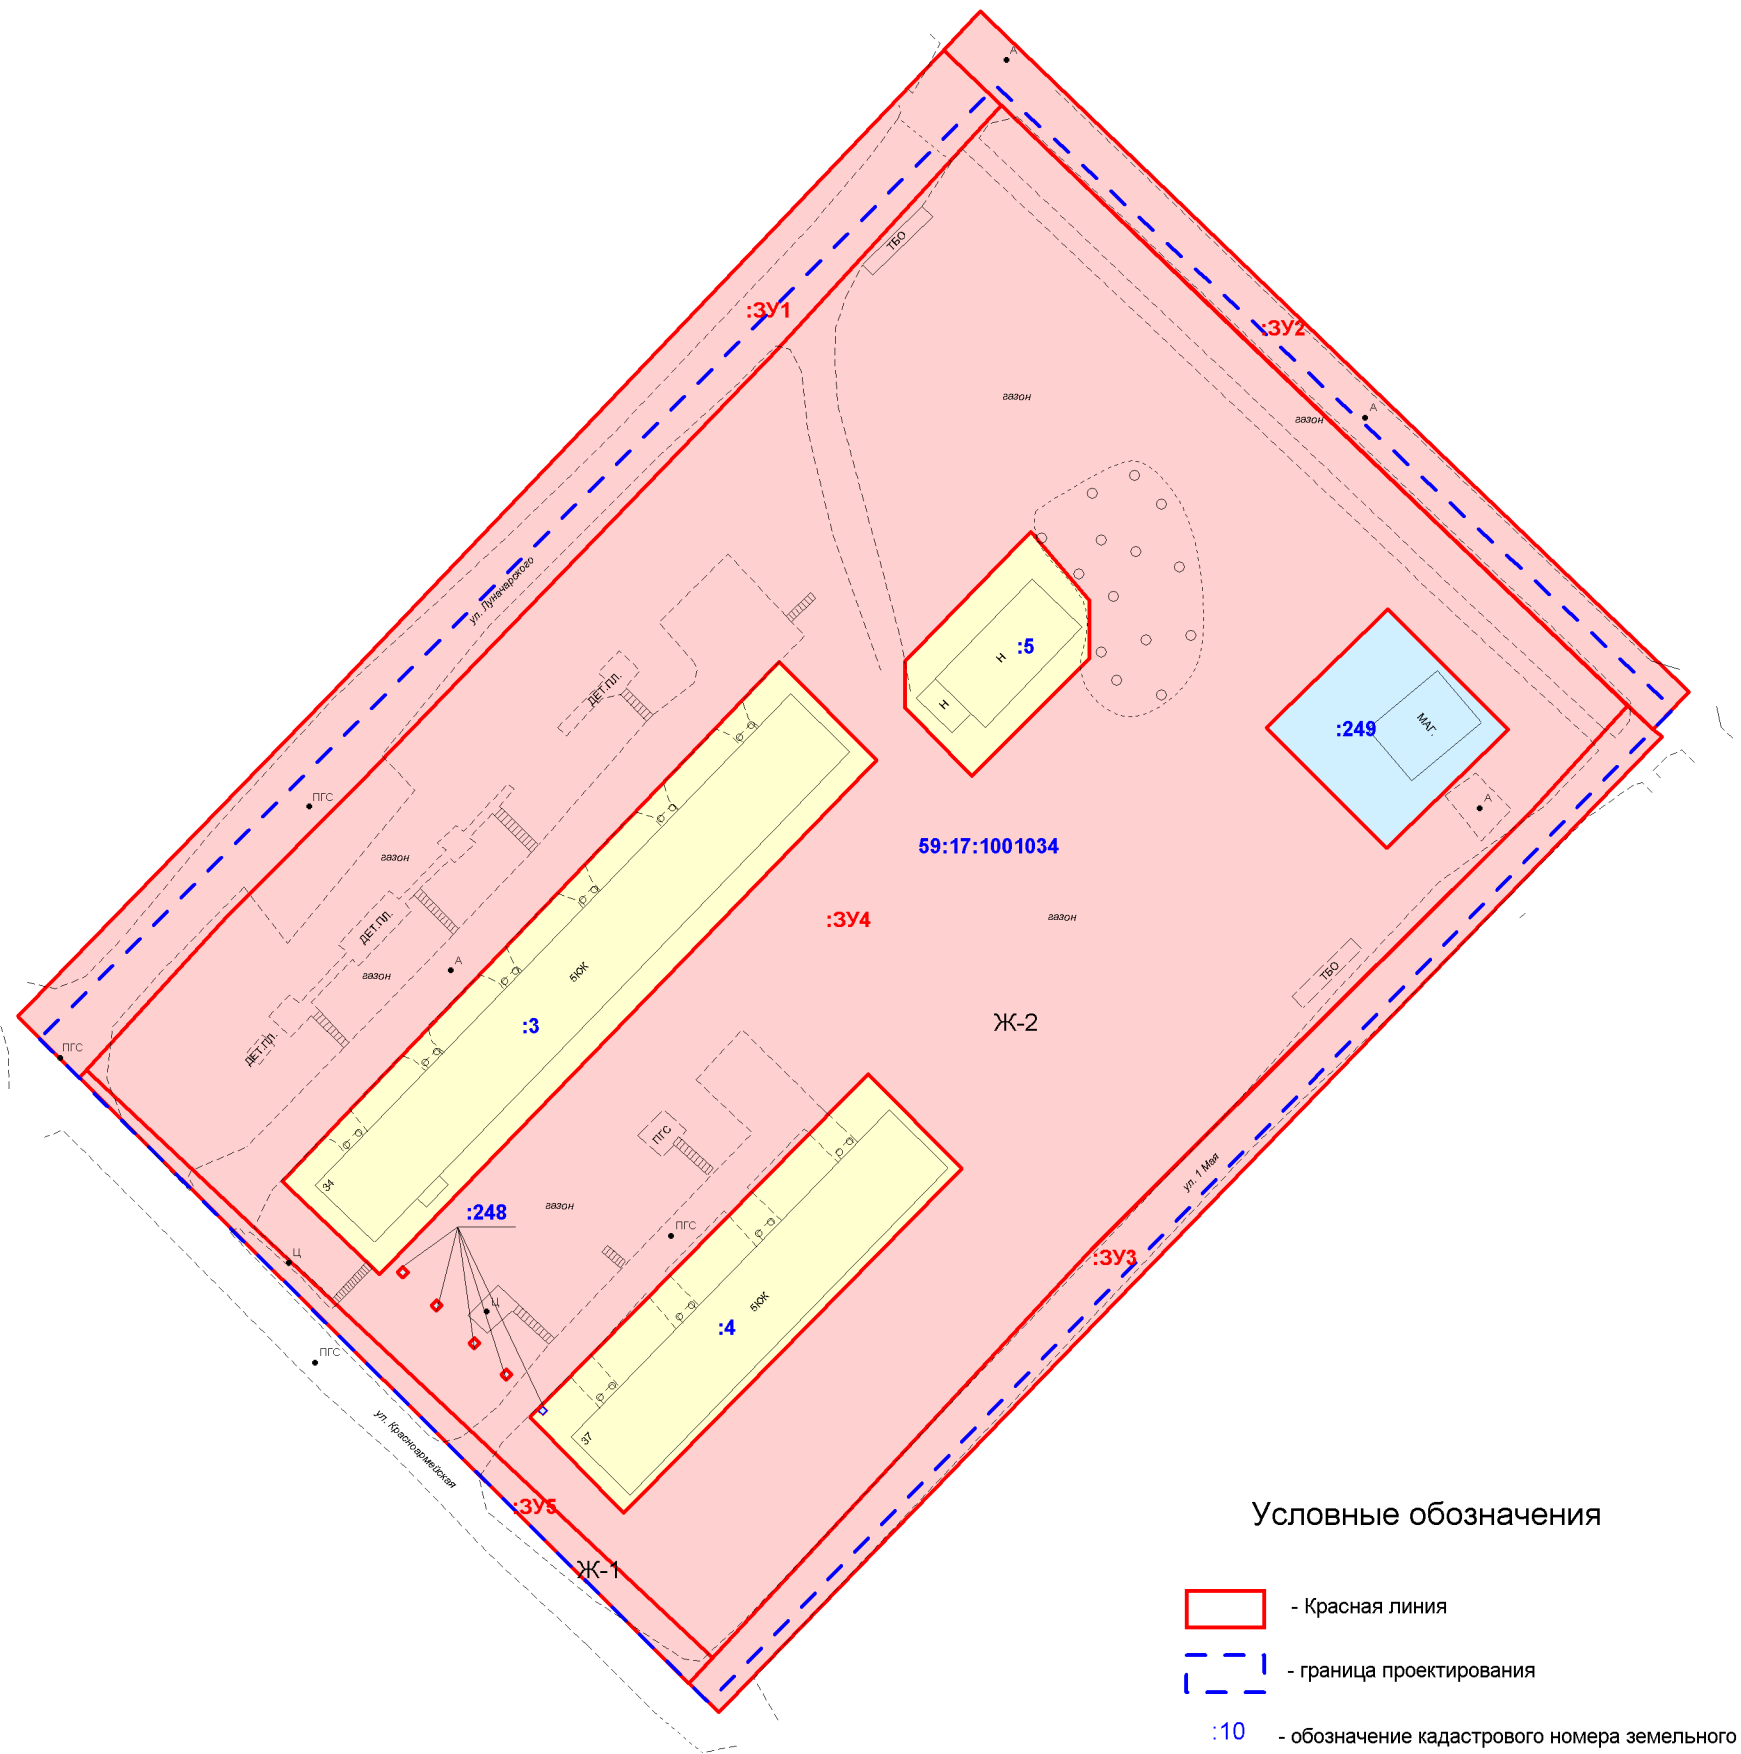 А
ТБО
:ЗУ1
:ЗУ2
газон
А
газон
ул. Луначарского
:5
Н
Н
ДЕТ.ПЛ.
:249
МАГ.
ПГС
А
59:17:1001034
газон
ДЕТ.ПЛ.
:ЗУ4
газон
газон
А
5ЮК
ТБО
:3
Ж-2
ПГС
ДЕТ.ПЛ.
ПГС
ул. 1 Мая
34
:248
газон
ПГС
Ц
:ЗУ3
Ц
5ЮК
:4
ПГС
ул. Красноармейская
37
:ЗУ5
Ж-1
Условные обозначения
- Красная линия
- граница проектирования
:10 - обозначение кадастрового номера земельного